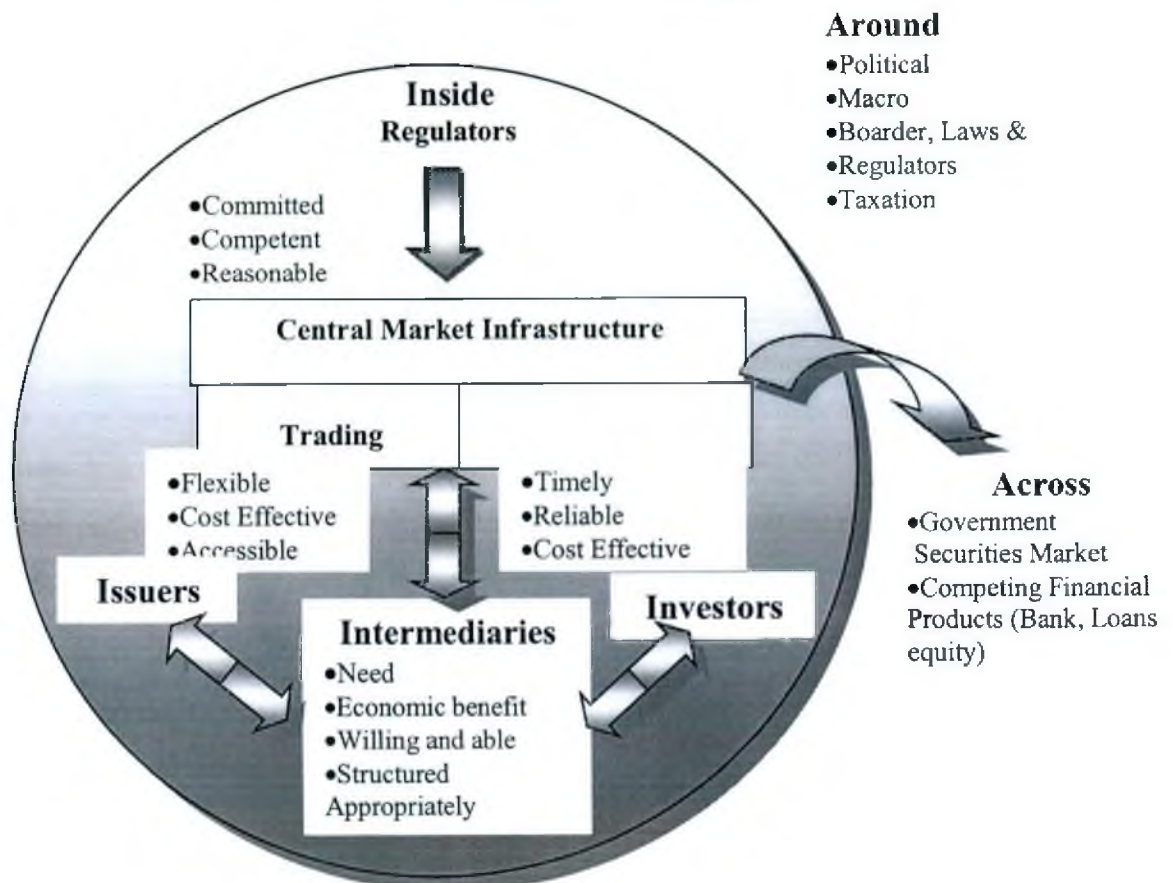 Around
•Political
•Macro
•Boarder, Laws &
•Regulators
•Taxation
Inside
Regulators
•Committed
•Competent
•Reasonable
Central Market Infrastructure
Trading
•Flexible
•Cost Effective
•Accessible
•Timely
•Reliable
•Cost Effective
Issuers
Investors
Intermediaries
•Need
•Economic benefit
•Willing and able
•Structured
Appropriately
Across
•Government
Securities Market
•Competing Financial
Products (Bank, Loans
equity)